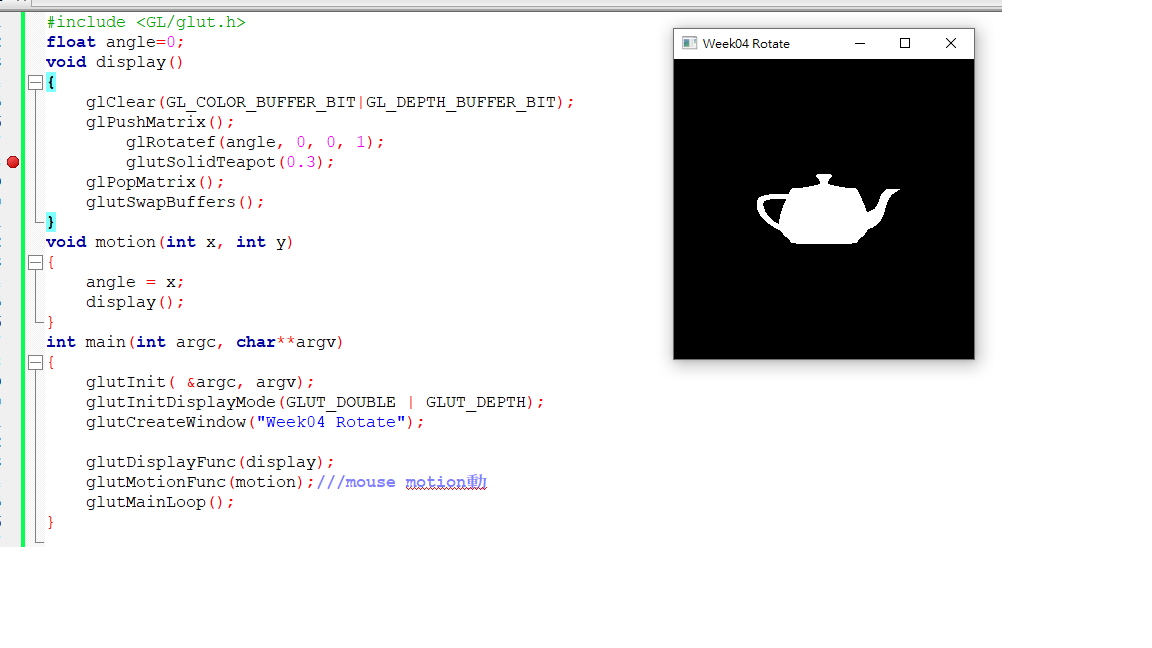 #include <GL/glut.h>
float angle=0;
void display()
{
    glClear(GL_COLOR_BUFFER_BIT|GL_DEPTH_BUFFER_BIT);
    glPushMatrix();
        glRotatef(angle, 0, 0, 1);
        glutSolidTeapot(0.3);
    glPopMatrix();
    glutSwapBuffers();
}
void motion(int x, int y)
{
    angle = x;
    display();
}
int main(int argc, char**argv)
{
    glutInit( &argc, argv);
    glutInitDisplayMode(GLUT_DOUBLE | GLUT_DEPTH);
    glutCreateWindow("Week04 Rotate");

    glutDisplayFunc(display);
    glutMotionFunc(motion);///mouse motion動
    glutMainLoop();
}
Week04 Rotate